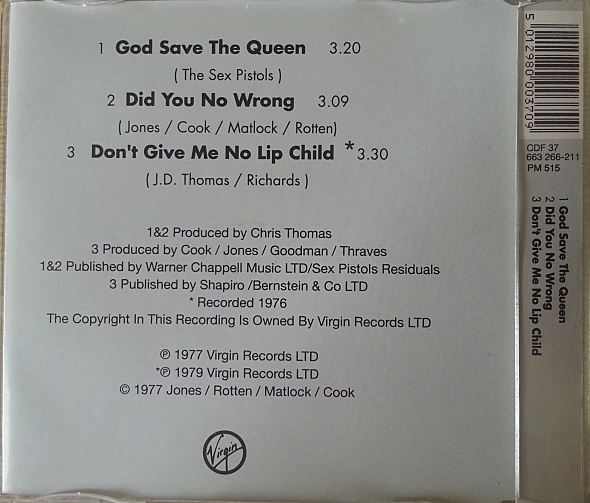 1 God Save The Queen 3.20
( The Sex Pistols )
2 Did You No Wrong 3.09
( Jones / Cook / Matlock / Rotten)
3 Don't Give Me No Lip Child *3.30
( J.D. Thomas / Richards )
1&2 Produced by Chris Thomas
3 Produced by Cook / Jones / Goodman / Thraves
1&2 Published by Warner Chappell Music LTD/Sex Pistols Residuals
3 Published by Shapiro /Bernstein & Co LTD
* Recorded 1976
The Copyright In This Recording Is Owned By Virgin Records LTD
℗ 1977 Virgin Records LTD
*℗ 1979 Virgin Records LTD
© 1977 Jones / Rotten / Matlock / Cook
Virgin
5 012980 003709
CDF 37
663 266-211
PM 515
1 God Save The Queen
2 Did You No Wrong
3 Don't Give Me No Lip Child